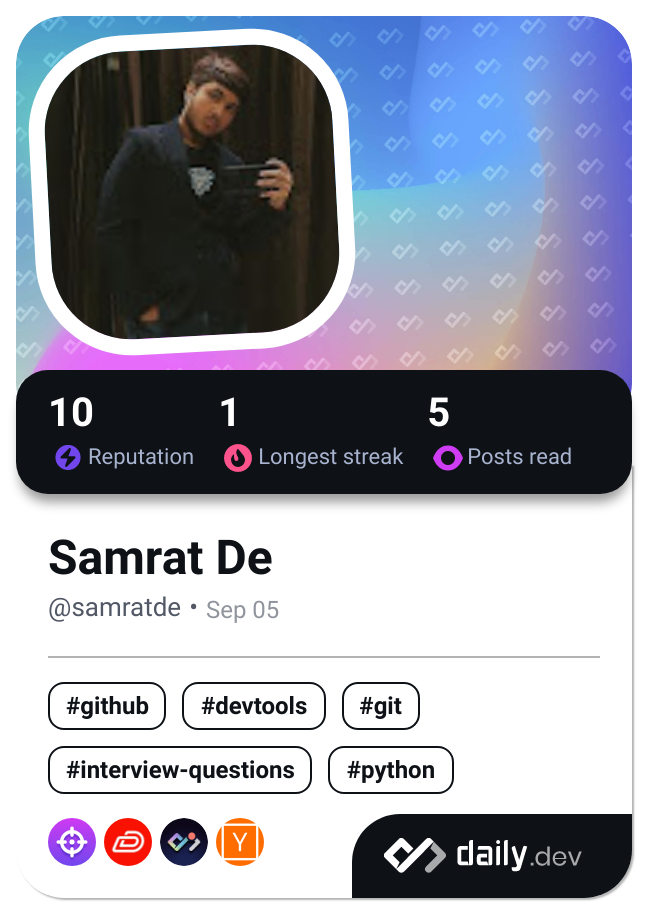 10 1 5
Reputation Longest streak Posts read
Samrat De
@samratde • Sep 05
#github #devtools #git
#interview-questions #python
Y
daily.dev